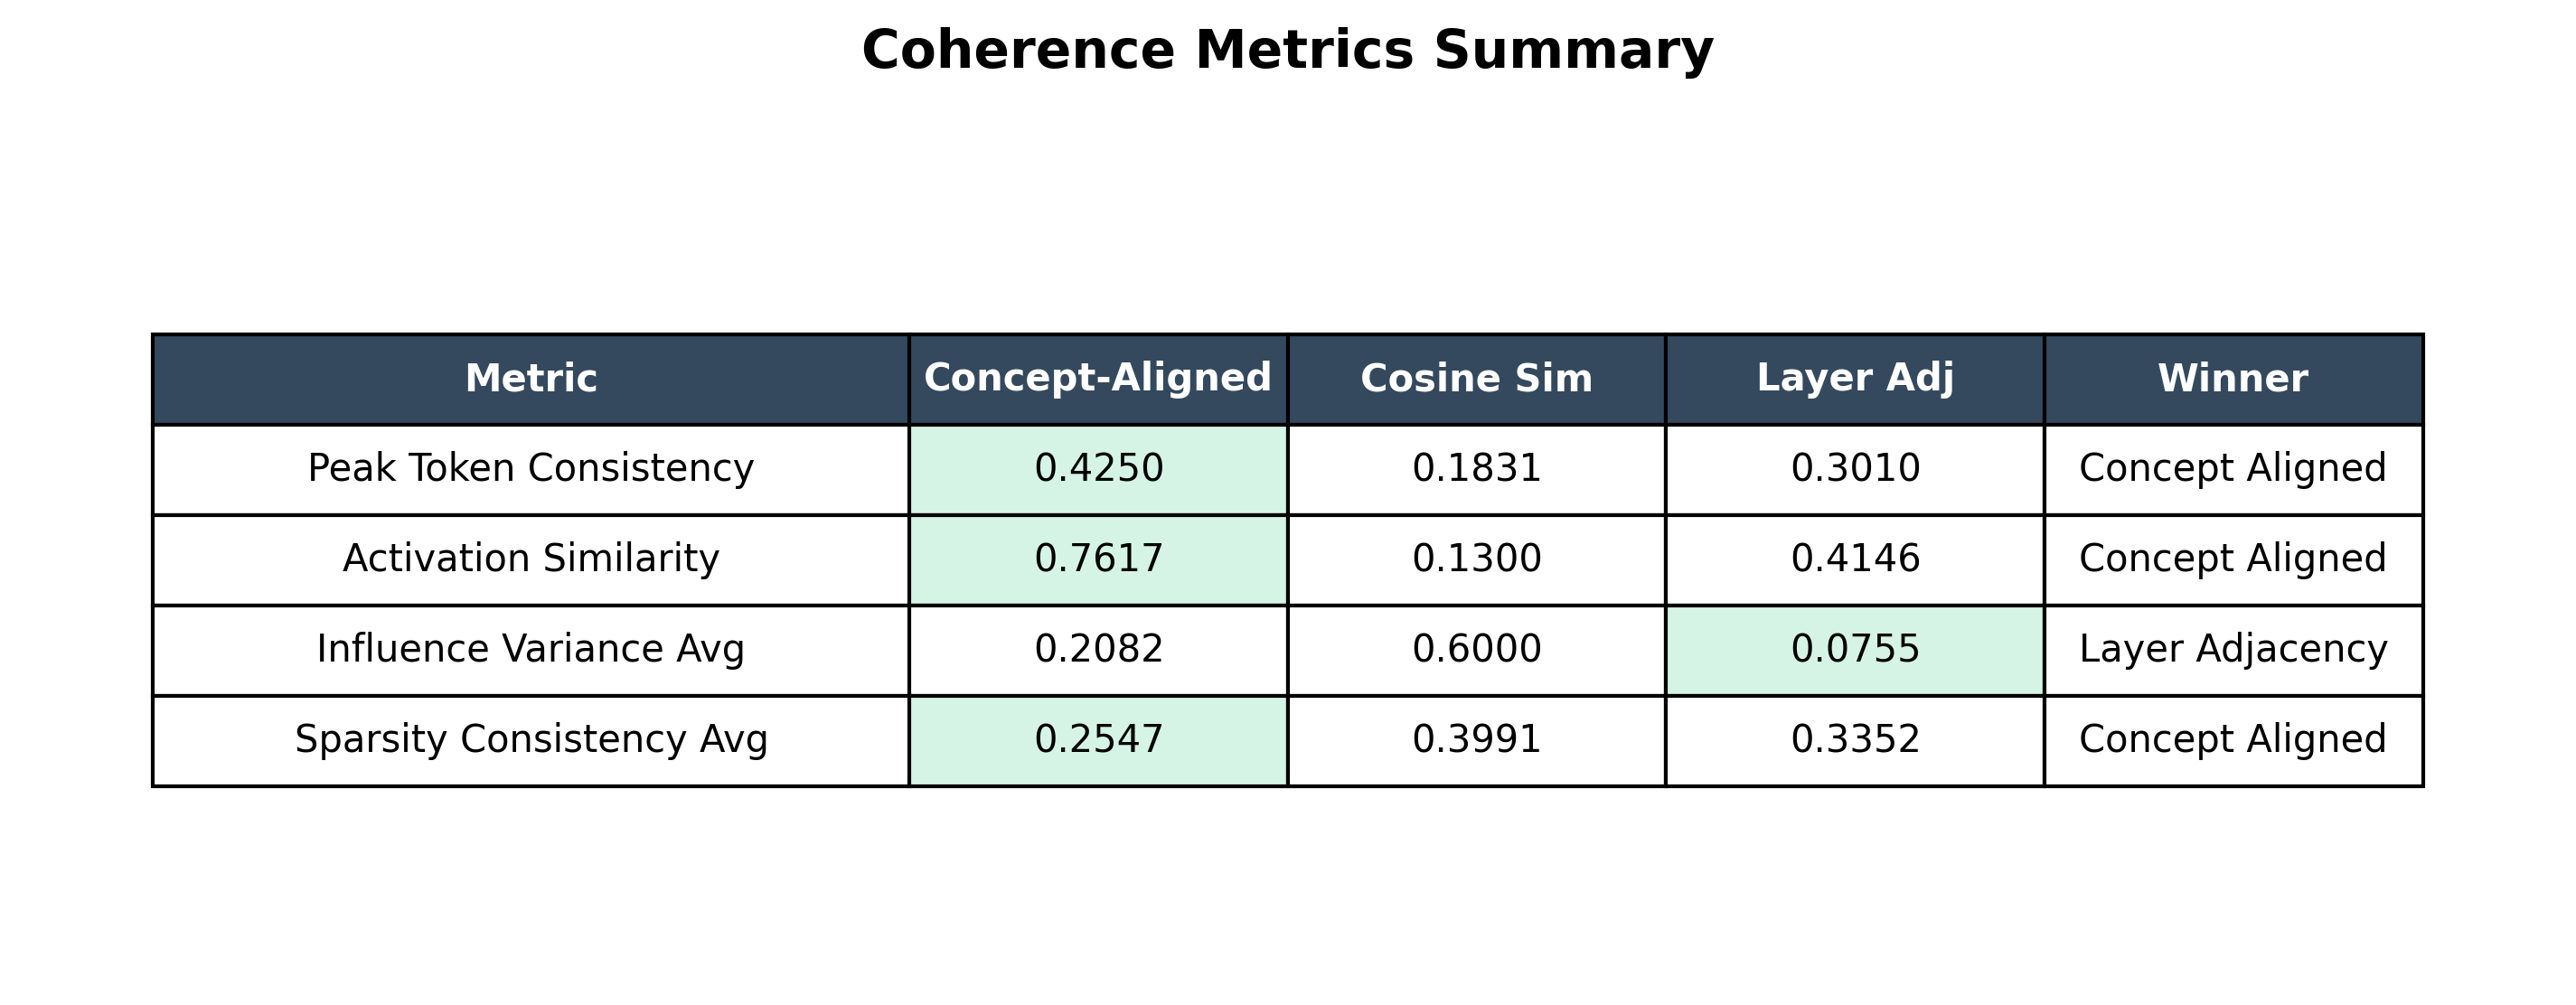 Coherence Metrics Summary
Metric Concept-Aligned Cosine Sim Layer Adj Winner
Peak Token Consistency 0.4250 0.1831 0.3010 Concept Aligned
Activation Similarity 0.7617 0.1300 0.4146 Concept Aligned
Influence Variance Avg 0.2082 0.6000 0.0755 Layer Adjacency
Sparsity Consistency Avg 0.2547 0.3991 0.3352 Concept Aligned